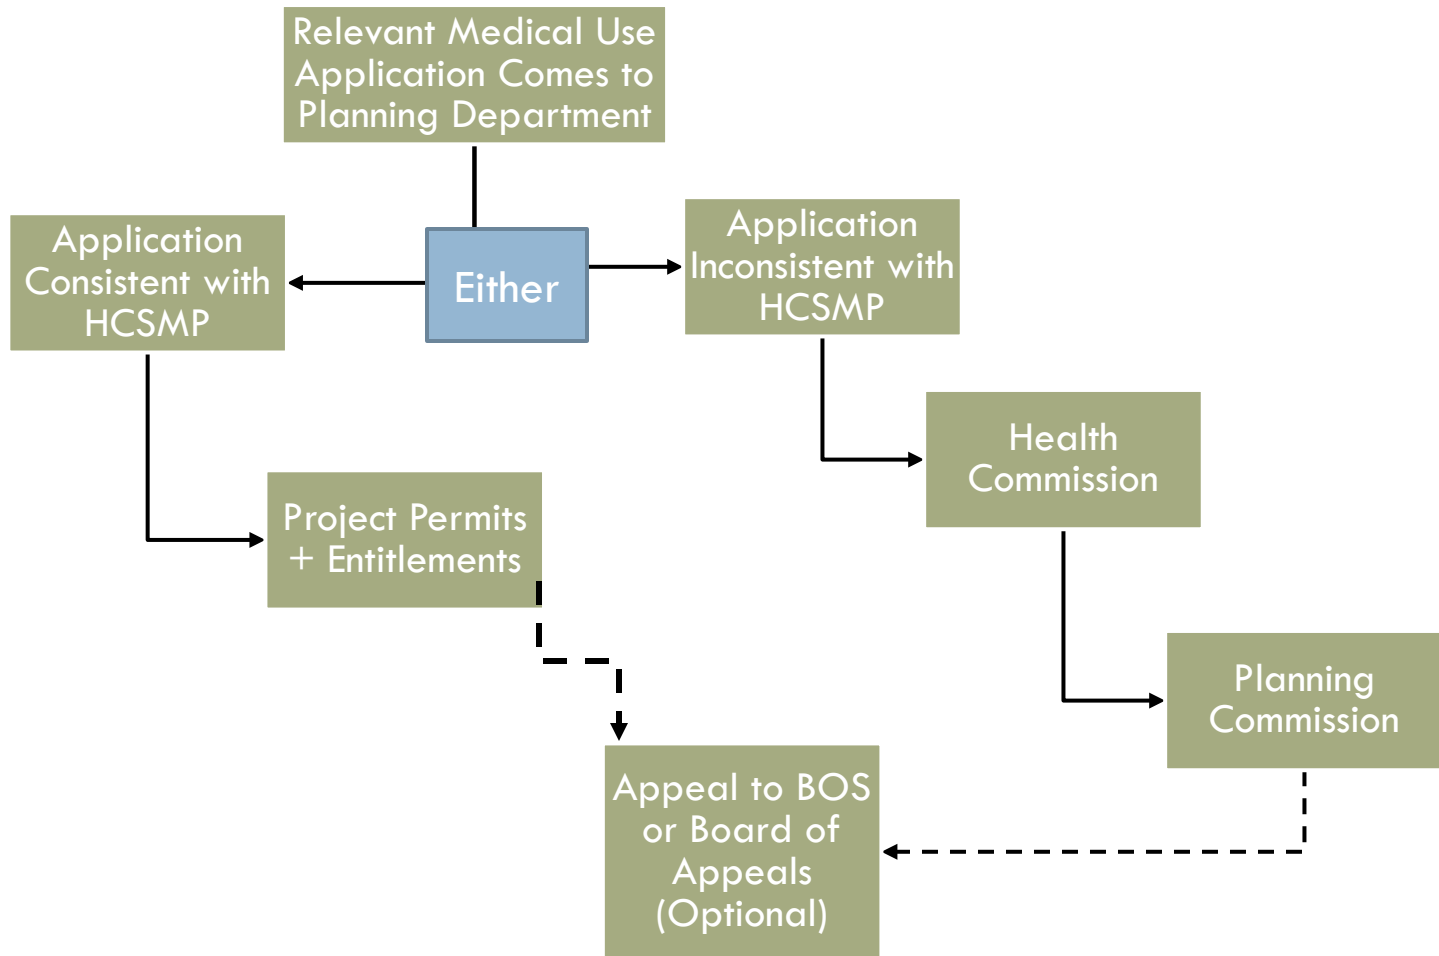 Relevant Medical Use
Application Comes to
Planning Department
Application
Consistent with
HCSMP
Either
Application
Inconsistent with
HCSMP
Health
Commission
Project Permits
+ Entitlements
Planning
Commission
Appeal to BOS
or Board of
Appeals
(Optional)